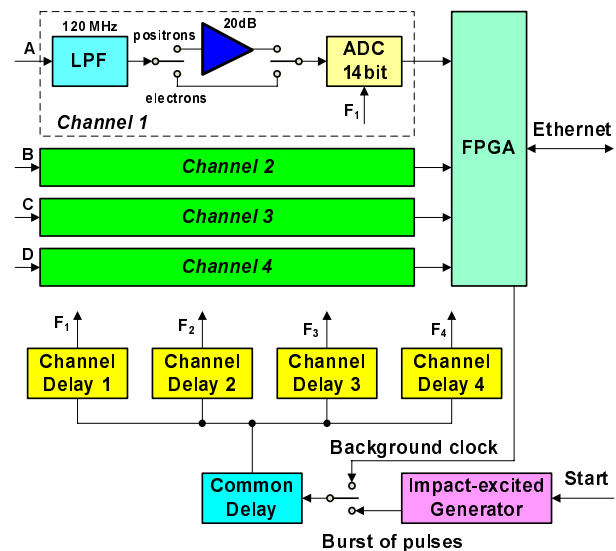 120 MHz
20dB
positrons
A
LPF
ADC
14bit
electrons
F₁
Channel 1
FPGA
Ethernet
B
Channel 2
C
Channel 3
D
Channel 4
F₁
F₂
F₃
F₄
Channel
Delay 1
Channel
Delay 2
Channel
Delay 3
Channel
Delay 4
Background clock
Common
Delay
Impact-excited
Generator
Start
Burst of pulses